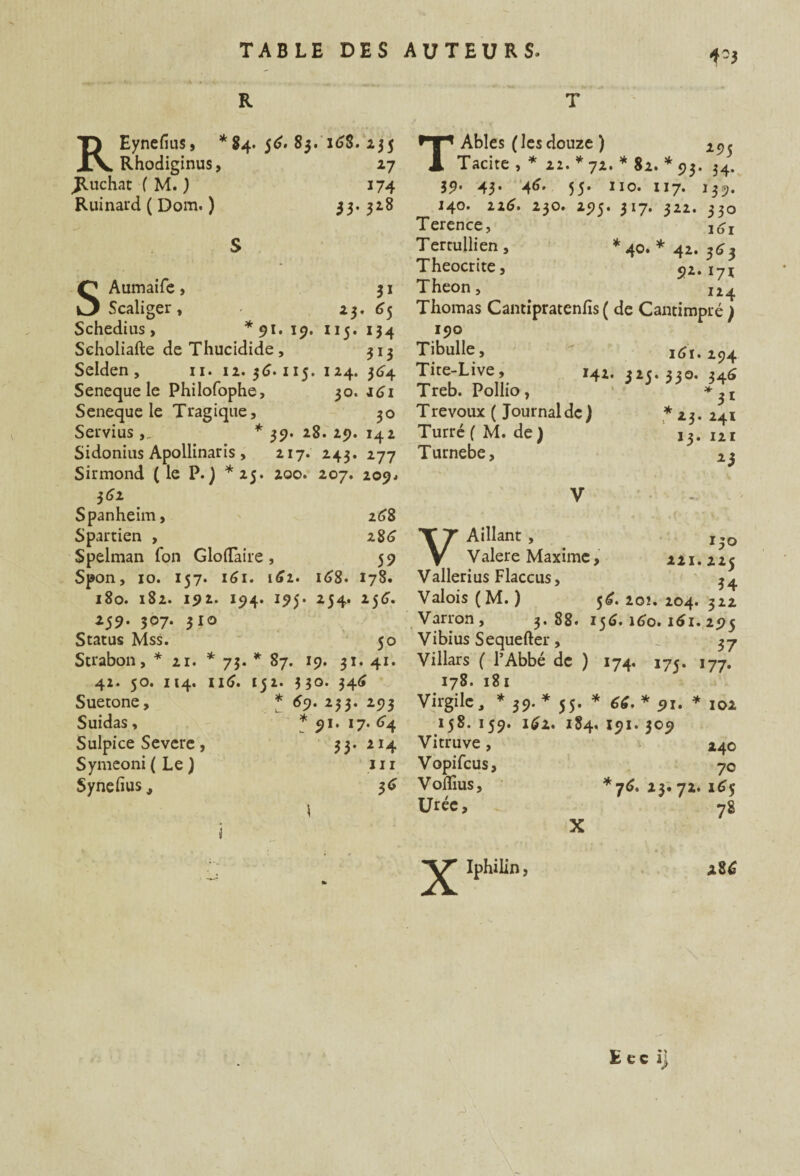 TABLE DES AUTEURS. 403
R
REynesius, * 84. 56. 83. 168. 235
Rhodiginus, 27
Ruchat ( M. ) 174
Ruinard ( Dom. ) 33. 328
S
SAumaise, 31
Scaliger, 23. 65
Schedius, * 91. 19. 115. 134
Scholiaste de Thucidide, 313
Selden, 11. 12. 36. 115. 124. 364
Seneque le Philosophe, 30. 161
Seneque le Tragique, 30
Servius, * 39. 28. 29. 142
Sidonius Apollinaris, 217. 243. 277
Sirmond ( le P. ) * 25. 200. 207. 209.
362
Spanheim, 268
Spartien , 286
Spelman son Glossaire, 59
Spon, 10. 157. 161. 162. 168. 178.
180. 182. 192. 194. 195. 254. 256.
259. 307. 310
Status Mss. 50
Strabon, * 21. * 73. * 87. 19. 31. 41.
42. 50. 114. 116. 152. 330. 346
Suetone, * 69. 233. 293
Suidas, * 91. 17. 64
Sulpice Severe, 33. 214
Symeoni ( Le ) 111
Synesius, 36
T
TAbles ( les douze ) 295
Tacite, * 22. * 72. * 82. * 93. 34.
39. 43. 46. 55. 110. 117. 139.
140. 226. 230. 295. 317. 322. 330
Terence, 161
Tertullien, * 40. * 42. 363
Theocrite, 92. 171
Theon, 124
Thomas Cantipratensis ( de Cantimpré )
190
Tibulle, 161. 294
Tite-Live, 142. 325. 330. 346
Treb. Pollio, * 31
Trevoux ( Journal de ) * 23. 241
Turré ( M. de ) 13. 121
Turnebe, 23
V
VAillant, 130
Valere Maxime, 221. 225
Vallerius Flaccus, 34
Valois ( M. ) 56. 202. 204. 322
Varron, 3. 88. 156. 160. 161. 295
Vibius Sequester, 37
Villars ( l'Abbé de ) 174. 175. 177.
178. 181
Virgile, * 39. * 55. * 66. * 91. * 102
158. 159. 162. 184. 191. 309
Vitruve, 240
Vopiscus, 70
Vossius, * 76. 23. 72. 165
Urée, 78
X
XIphilin, 286
Eee ij